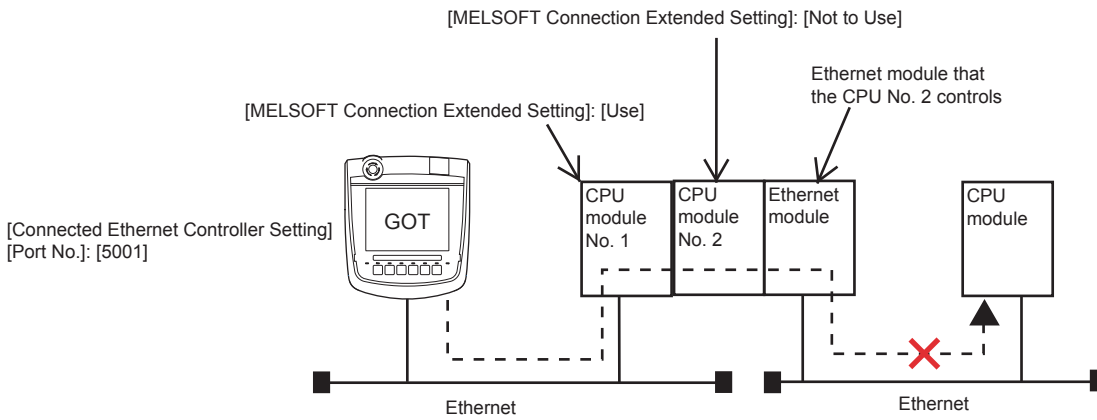 [MELSOFT Connection Extended Setting]: [Not to Use]
Ethernet module that
the CPU No. 2 controls
[MELSOFT Connection Extended Setting]: [Use]
[Connected Ethernet Controller Setting]
[Port No.]: [5001]
GOT
CPU
module
No. 1
CPU
module
No. 2
Ethernet
module
CPU
module
Ethernet
Ethernet